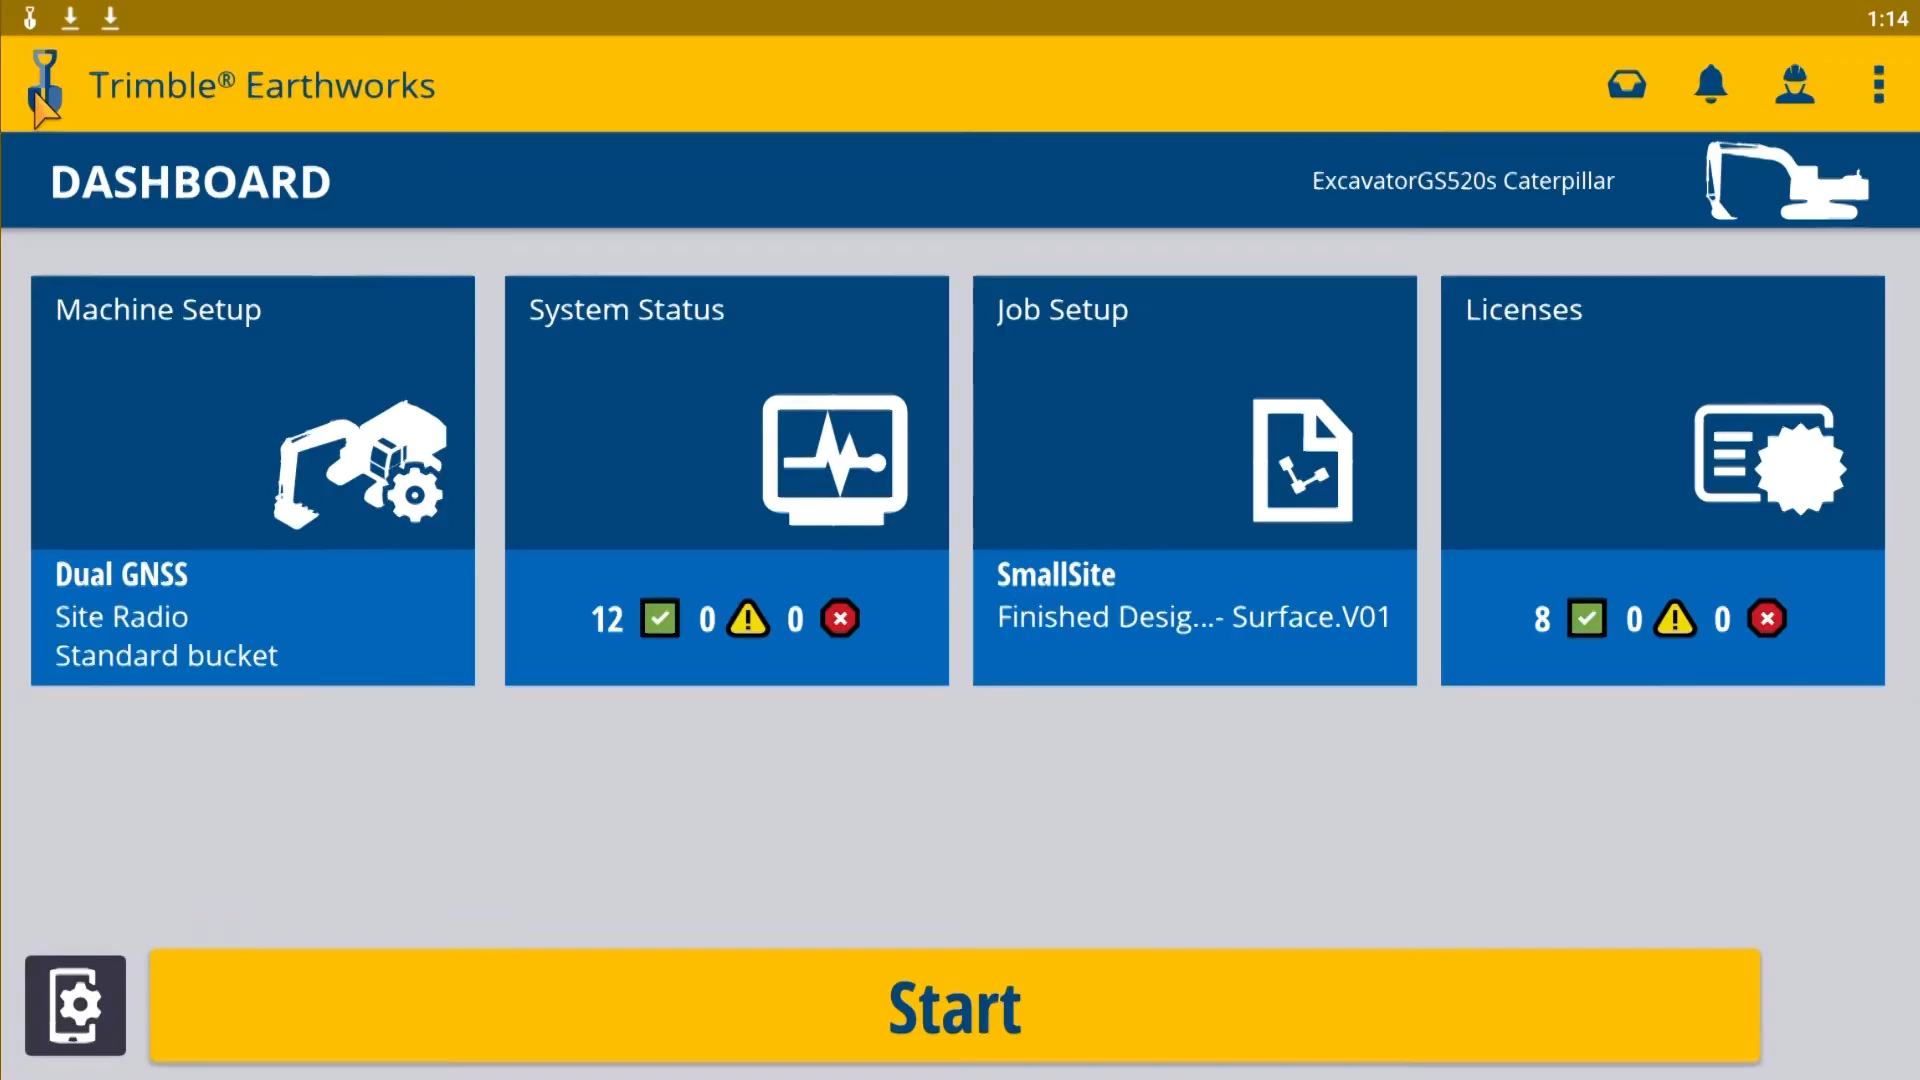 1:14
Trimble® Earthworks
DASHBOARD
ExcavatorGS520s Caterpillar
Machine Setup
Dual GNSS
Site Radio
Standard bucket
System Status
12 0 0
Job Setup
SmallSite
Finished Desig...- Surface.V01
Licenses
8 0 0
Start